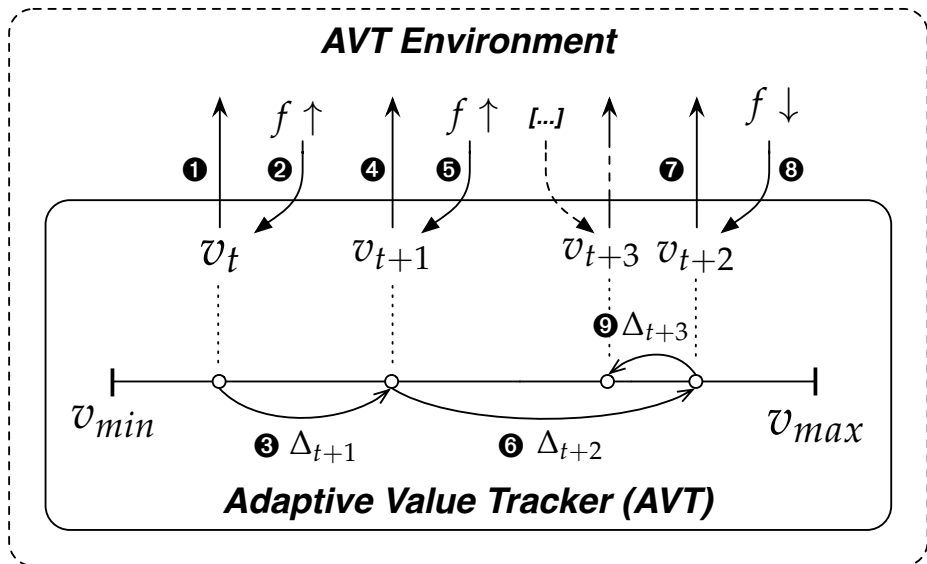 AVT Environment
f ↑ f ↑ [...] f ↓
❶ ❷ ❹ ❺ ❼ ❽
v_t v_{t+1} v_{t+3} v_{t+2}
❾ Δ_{t+3}
v_{min} v_{max}
❸ Δ_{t+1} ❻ Δ_{t+2}
Adaptive Value Tracker (AVT)